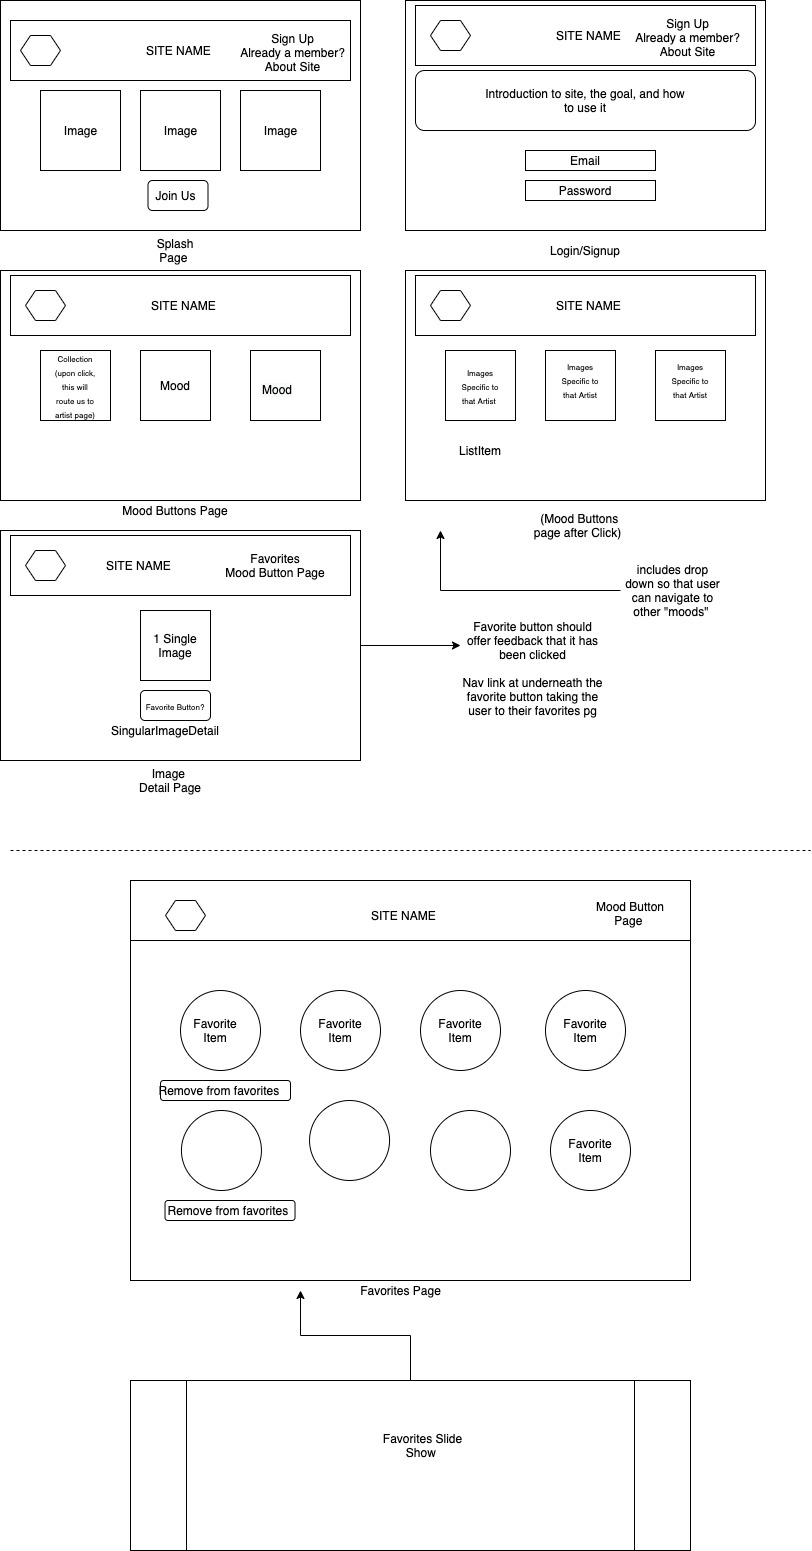 SITE NAME
Sign Up
Already a member?
About Site
Image
Image
Image
Join Us
Splash
Page
SITE NAME
Sign Up
Already a member?
About Site
Introduction to site, the goal, and how
to use it
Email
Password
Login/Signup
SITE NAME
Collection
(upon click,
this will
route us to
artist page)
Mood
Mood
Mood Buttons Page
SITE NAME
Images
Specific to
that Artist
Images
Specific to
that Artist
Images
Specific to
that Artist
ListItem
(Mood Buttons
page after Click)
includes drop
down so that user
can navigate to
other "moods"
SITE NAME
Favorites
Mood Button Page
1 Single
Image
Favorite Button?
SingularImageDetail
Image
Detail Page
Favorite button should
offer feedback that it has
been clicked
Nav link at underneath the
favorite button taking the
user to their favorites pg
SITE NAME
Mood Button
Page
Favorite
Item
Favorite
Item
Favorite
Item
Favorite
Item
Remove from favorites
Favorite
Item
Remove from favorites
Favorites Page
Favorites Slide
Show